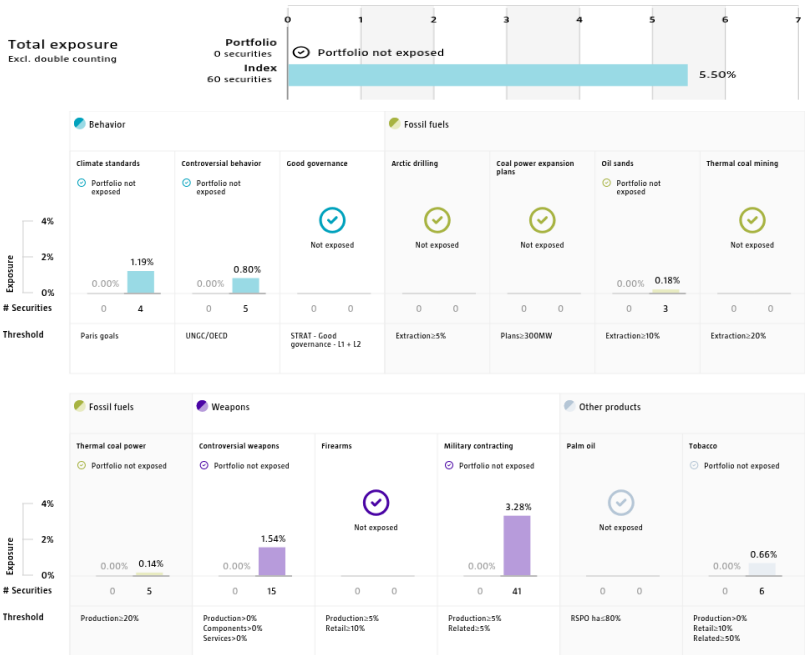 0 1 2 3 4 5 6 7
Total exposure
Excl. double counting
Portfolio
0 securities
Portfolio not exposed
Index
60 securities
5.50%
Behavior
Fossil fuels
Climate standards
Controversial behavior
Good governance
Arctic drilling
Coal power expansion
plans
Oil sands
Thermal coal mining
Portfolio not
exposed
Portfolio not
exposed
Portfolio not
exposed
Not exposed
Not exposed
Not exposed
Not exposed
Exposure
4%
2%
0%
0.00% 1.19%
0.00% 0.80%
0.00% 0.18%
# Securities 0 4 0 5 0 0 0 0 0 0 0 3 0 0
Threshold
Paris goals
UNGC/OECD
STRAT - Good
governance - L1 + L2
Extraction≥5%
Plans≥300MW
Extraction≥10%
Extraction≥20%
Fossil fuels
Weapons
Other products
Thermal coal power
Controversial weapons
Firearms
Military contracting
Palm oil
Tobacco
Portfolio not exposed
Portfolio not exposed
Portfolio not exposed
Portfolio not exposed
Not exposed
Not exposed
Exposure
4%
2%
0%
0.00% 0.14%
0.00% 1.54%
0.00% 3.28%
0.00% 0.66%
# Securities 0 5 0 15 0 0 0 41 0 0 0 6
Threshold
Production≥20%
Production>0%
Components>0%
Services>0%
Production≥5%
Retail≥10%
Production≥5%
Related≥5%
RSPO ha≤80%
Production>0%
Retail≥10%
Related≥50%